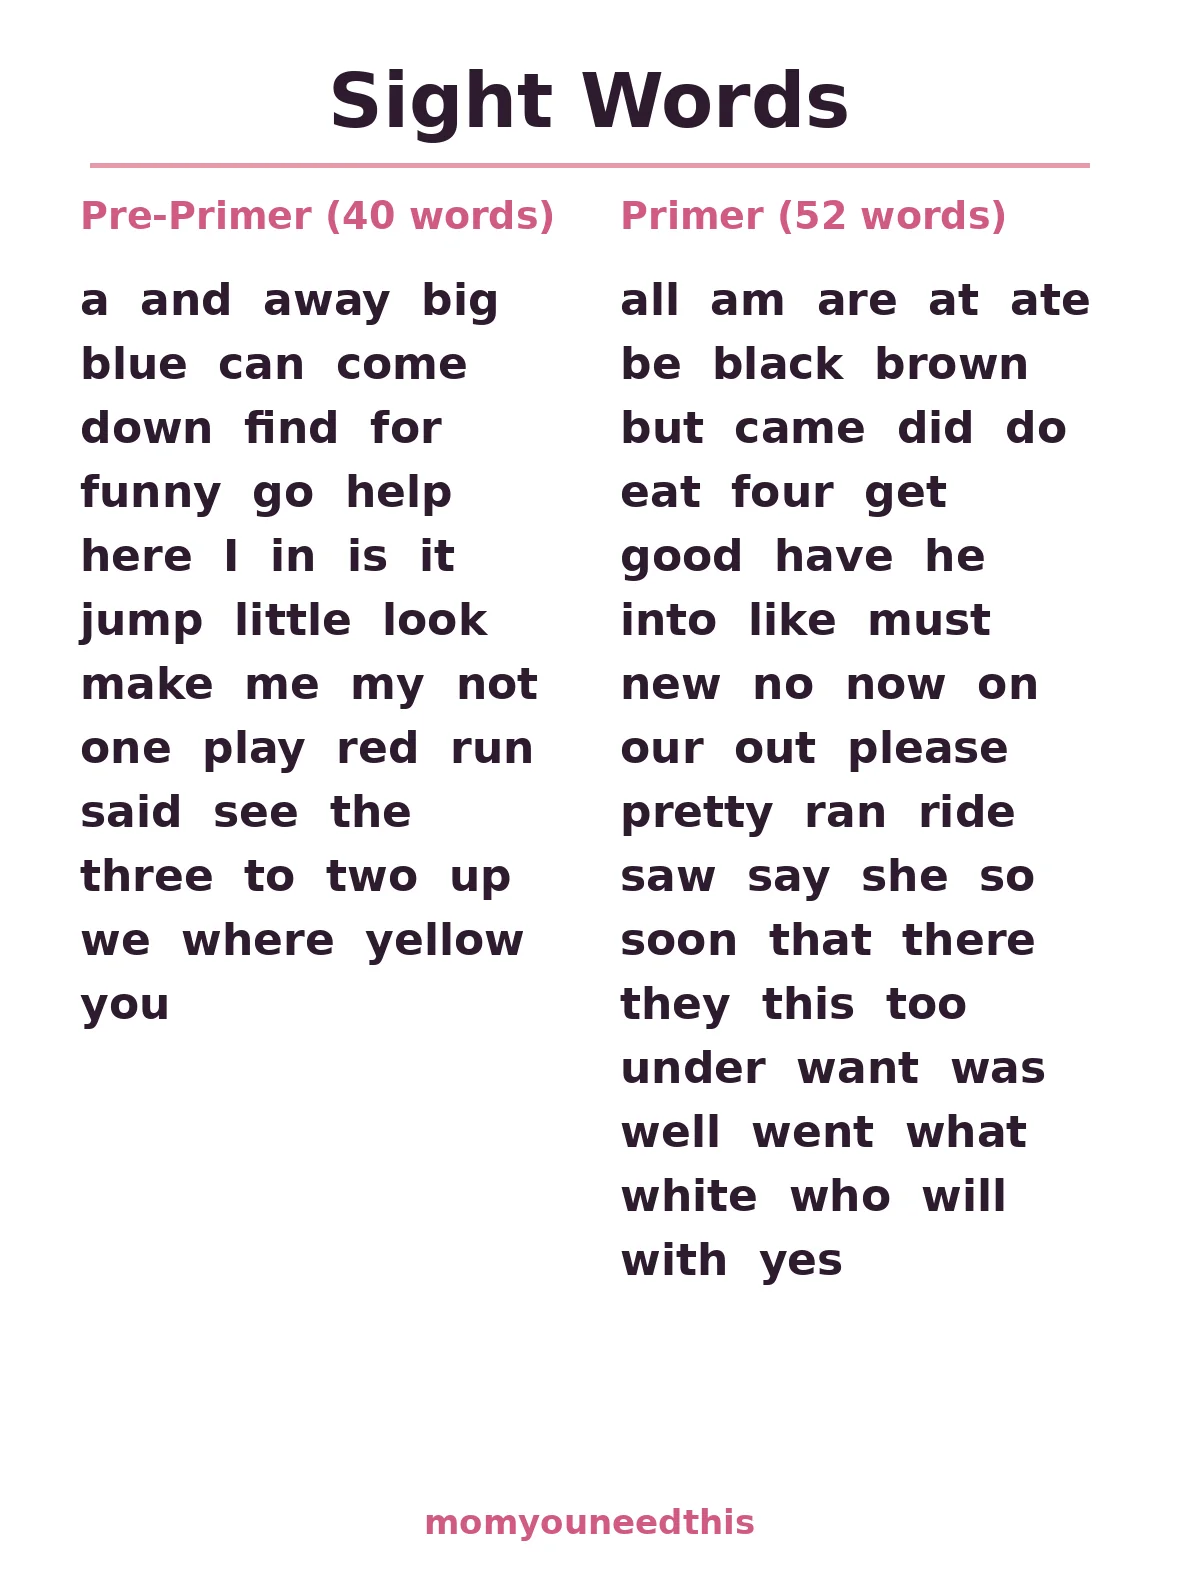 Sight Words
Pre-Primer (40 words)
a and away big
blue can come
down find for
funny go help
here I in is it
jump little look
make me my not
one play red run
said see the
three to two up
we where yellow
you
Primer (52 words)
all am are at ate
be black brown
but came did do
eat four get
good have he
into like must
new no now on
our out please
pretty ran ride
saw say she so
soon that there
they this too
under want was
well went what
white who will
with yes
momyouneedthis